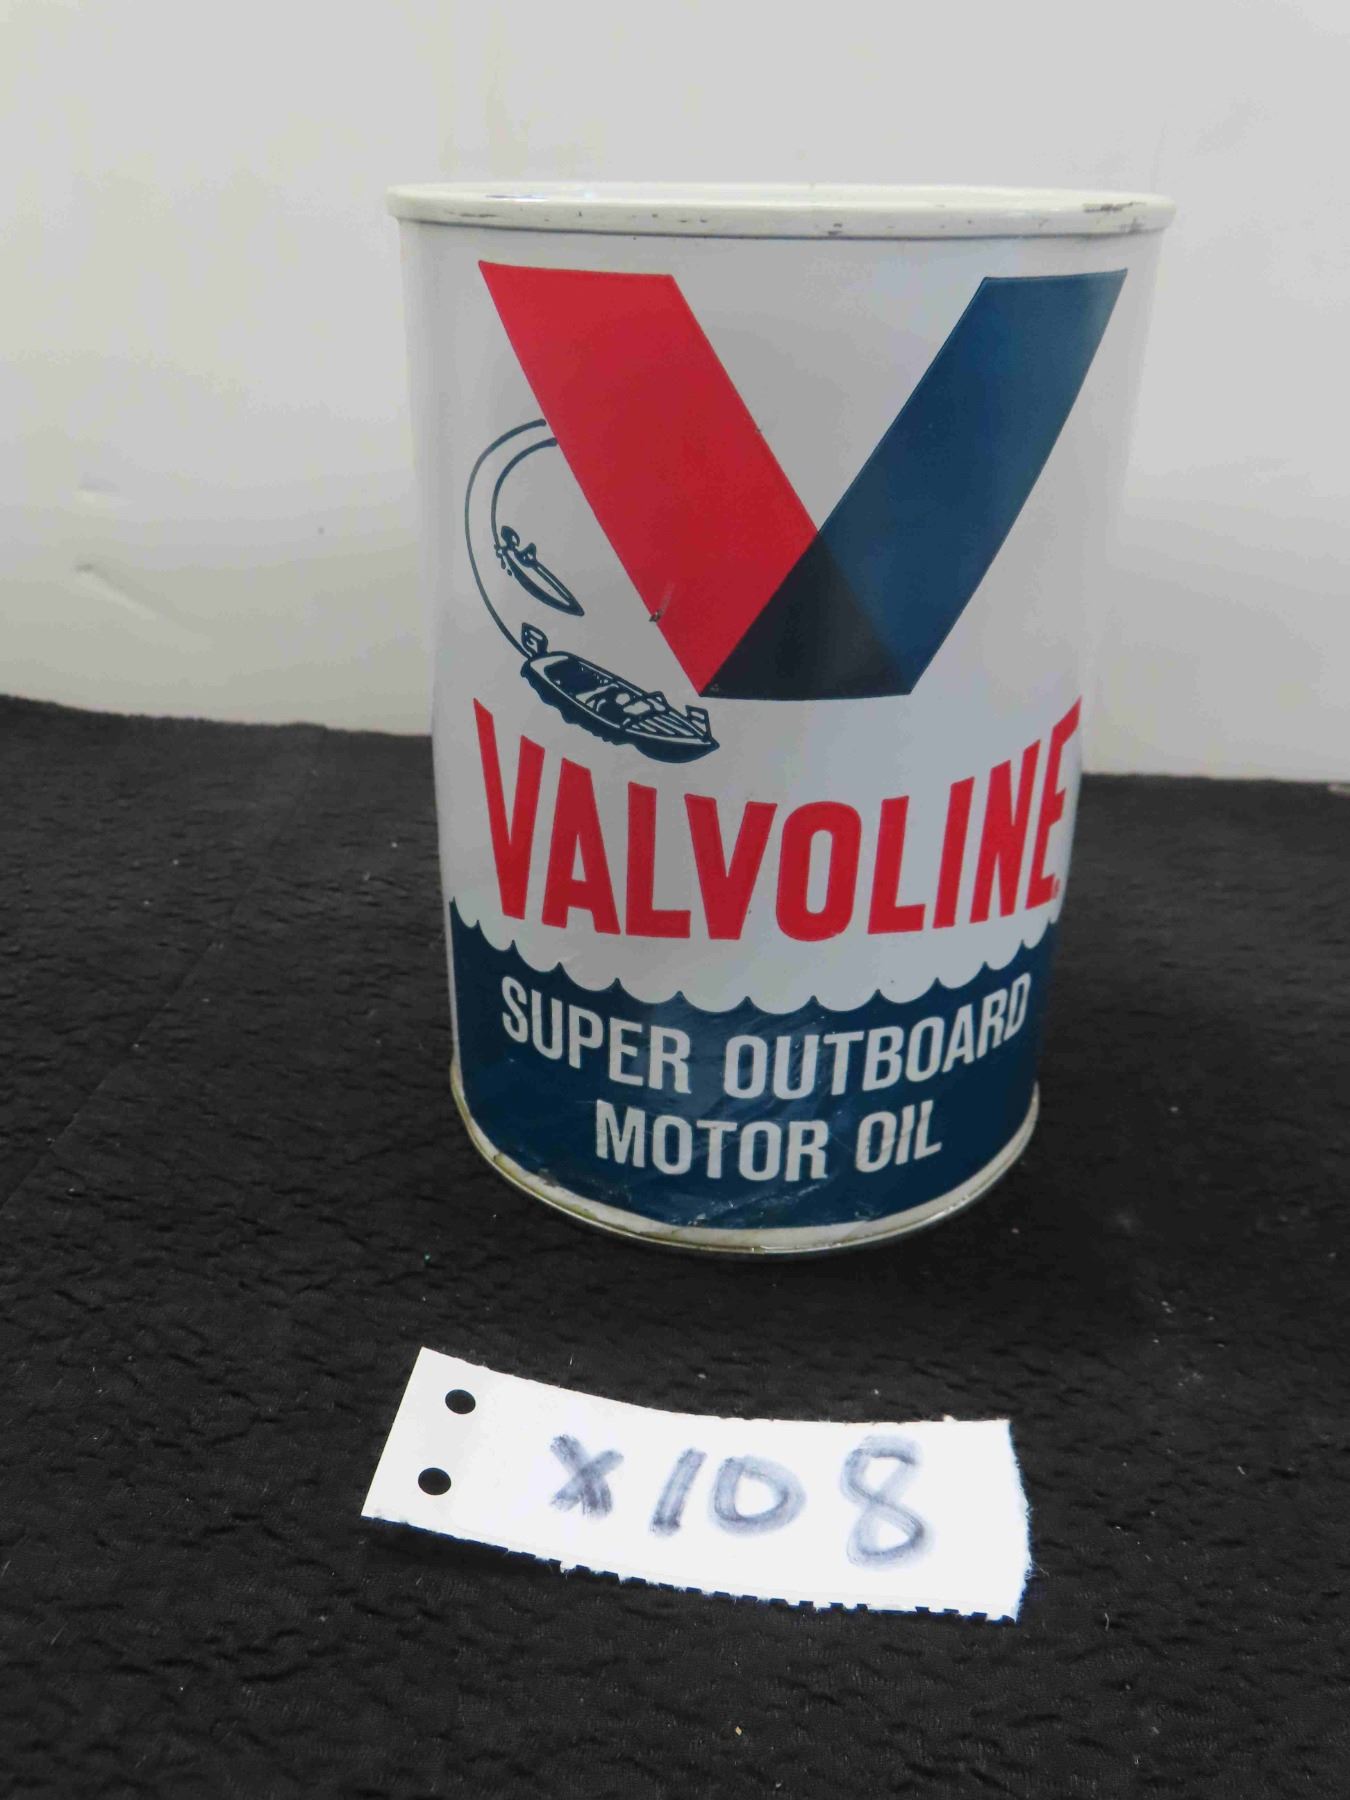 VALVOLINE
SUPER OUTBOARD
MOTOR OIL
X108